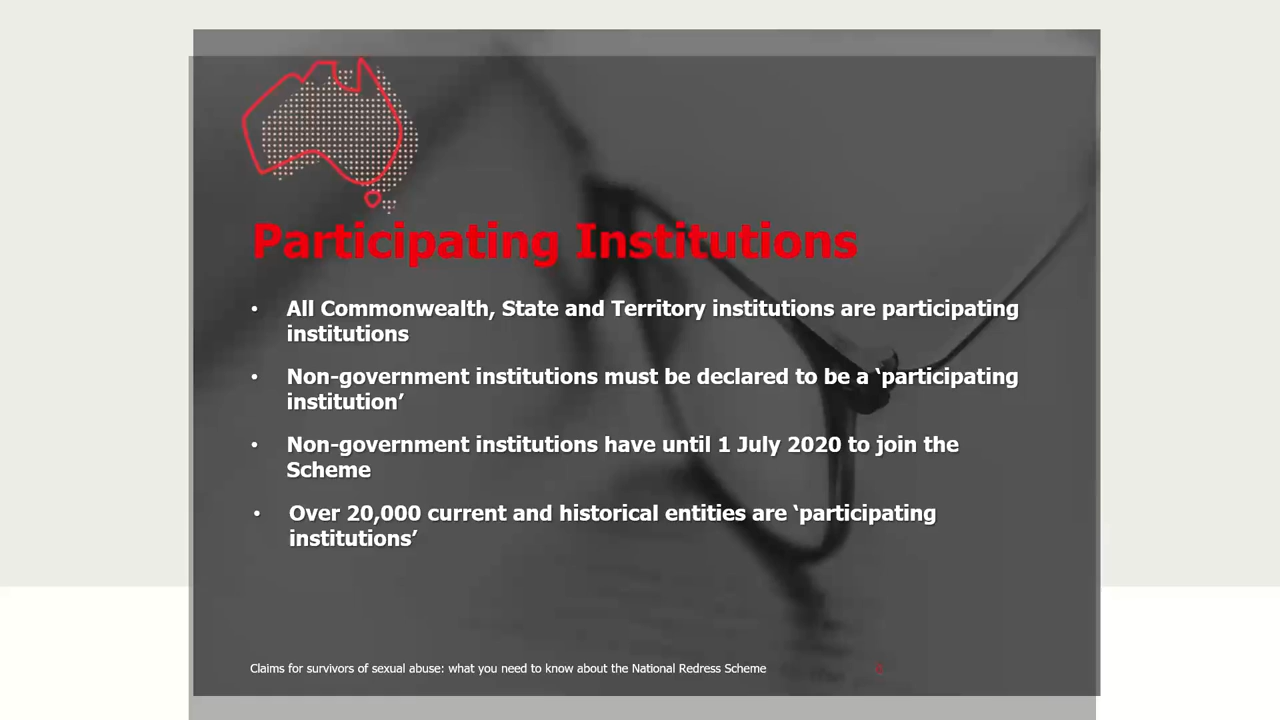 Participating Institutions
• All Commonwealth, State and Territory institutions are participating
institutions
• Non-government institutions must be declared to be a ‘participating
institution’
• Non-government institutions have until 1 July 2020 to join the
Scheme
• Over 20,000 current and historical entities are ‘participating
institutions’
Claims for survivors of sexual abuse: what you need to know about the National Redress Scheme